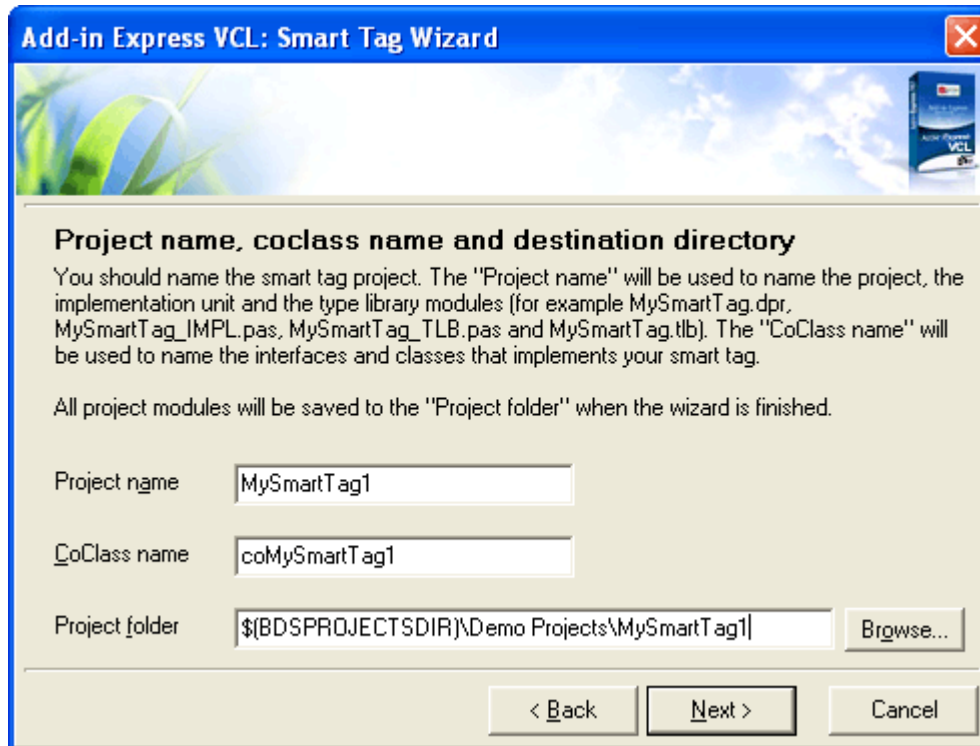 Add-in Express VCL: Smart Tag Wizard
VCL
Project name, coclass name and destination directory
You should name the smart tag project. The "Project name" will be used to name the project, the
implementation unit and the type library modules (for example MySmartTag.dpr,
MySmartTag_IMPL.pas, MySmartTag_TLB.pas and MySmartTag.tlb). The "CoClass name" will
be used to name the interfaces and classes that implements your smart tag.
All project modules will be saved to the "Project folder" when the wizard is finished.
Project name
MySmartTag1
CoClass name
coMySmartTag1
Project folder
$(BDSPROJECTSDIR)\Demo Projects\MySmartTag1
Browse...
< Back
Next >
Cancel